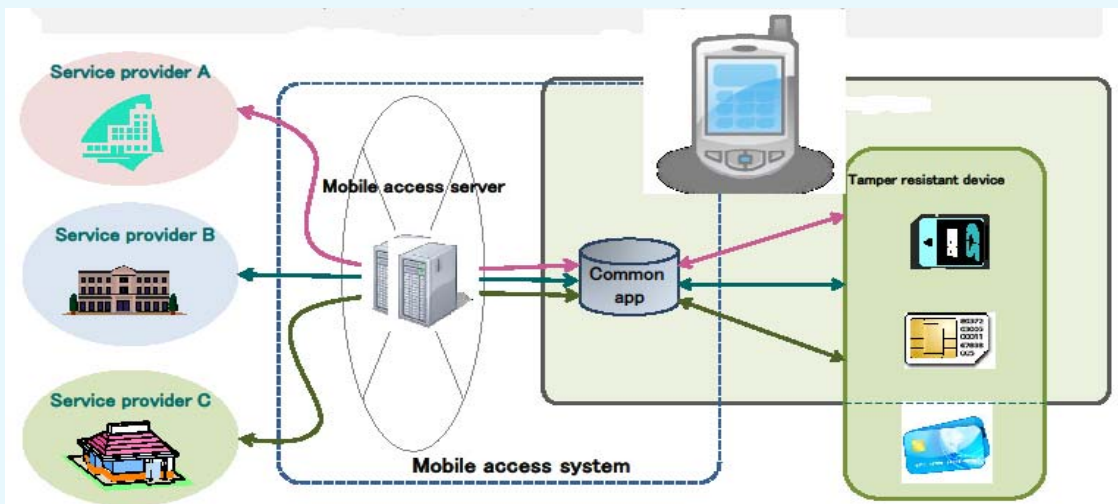 Service provider A
Mobile access server
Tamper resistant device
Service provider B
Common
app
Service provider C
Mobile access system